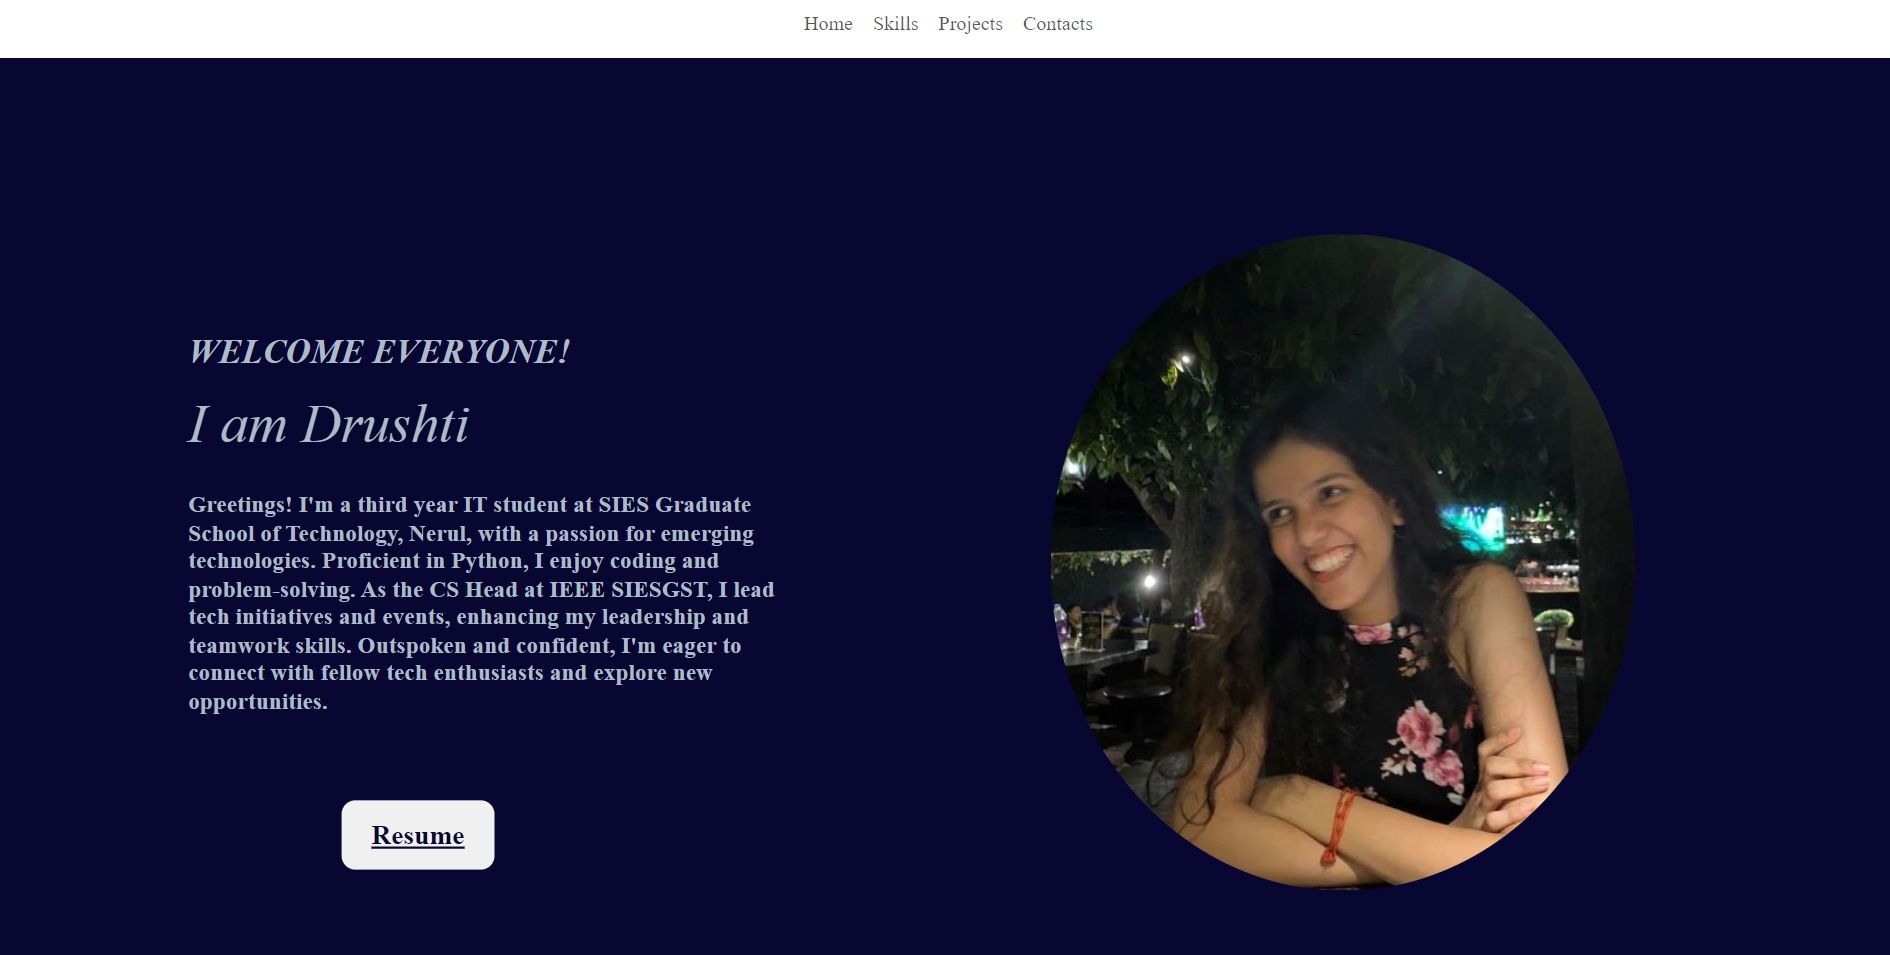 Home Skills Projects Contacts
WELCOME EVERYONE!
I am Drushti
Greetings! I'm a third year IT student at SIES Graduate
School of Technology, Nerul, with a passion for emerging
technologies. Proficient in Python, I enjoy coding and
problem-solving. As the CS Head at IEEE SIESGST, I lead
tech initiatives and events, enhancing my leadership and
teamwork skills. Outspoken and confident, I'm eager to
connect with fellow tech enthusiasts and explore new
opportunities.
Resume